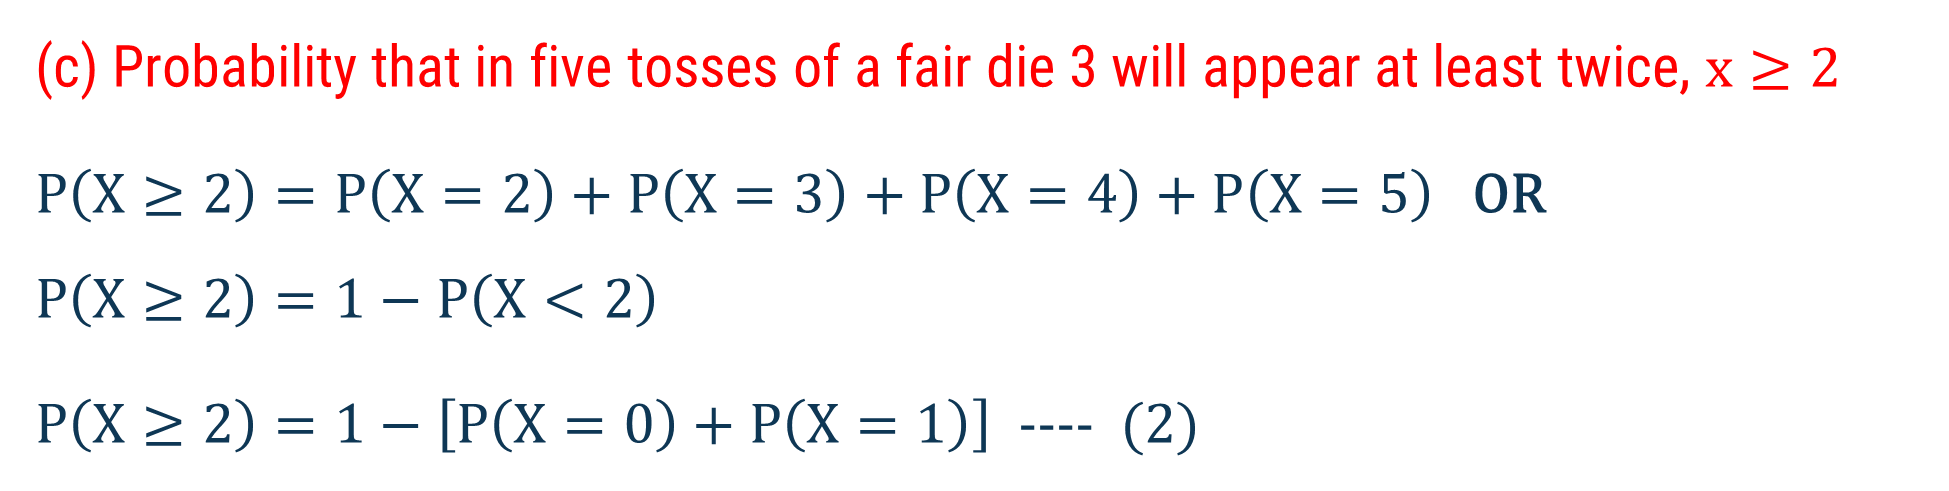 (c) Probability that in five tosses of a fair die 3 will appear at least twice, x ≥ 2
P(X ≥ 2) = P(X = 2) + P(X = 3) + P(X = 4) + P(X = 5) OR
P(X ≥ 2) = 1 − P(X < 2)
P(X ≥ 2) = 1 − [P(X = 0) + P(X = 1)] ---- (2)